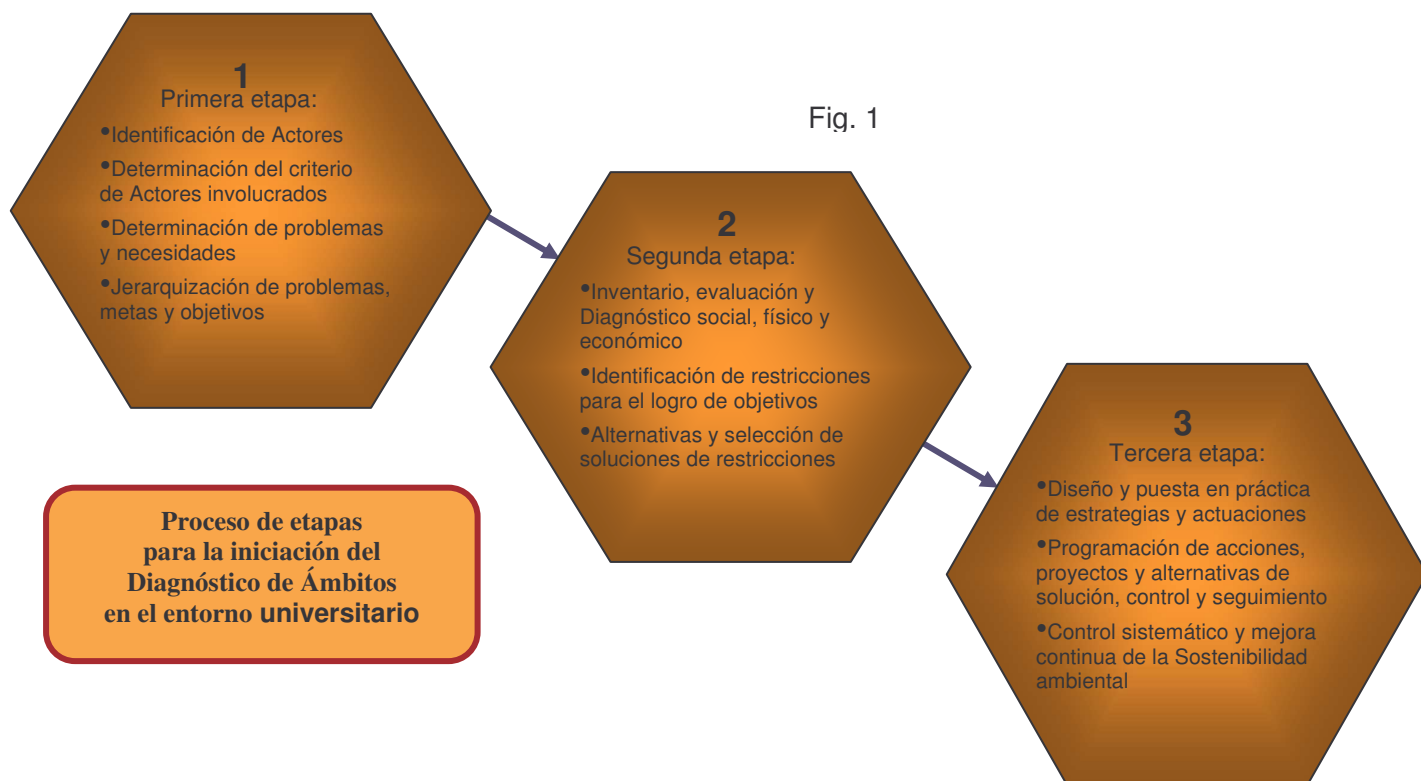 1
Primera etapa:
•Identificación de Actores
•Determinación del criterio
de Actores involucrados
•Determinación de problemas
y necesidades
•Jerarquización de problemas,
metas y objetivos
Fig. 1
2
Segunda etapa:
•Inventario, evaluación y
Diagnóstico social, físico y
económico
•Identificación de restricciones
para el logro de objetivos
•Alternativas y selección de
soluciones de restricciones
3
Tercera etapa:
•Diseño y puesta en práctica
de estrategias y actuaciones
•Programación de acciones,
proyectos y alternativas de
solución, control y seguimiento
•Control sistemático y mejora
continua de la Sostenibilidad
ambiental
Proceso de etapas
para la iniciación del
Diagnóstico de Ámbitos
en el entorno universitario